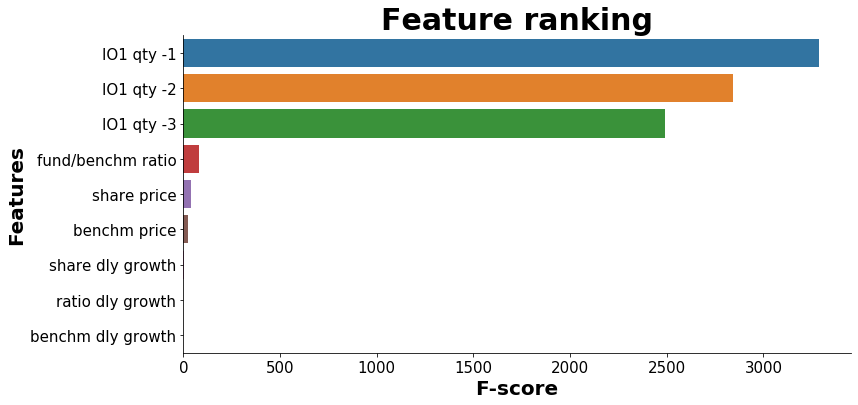 Feature ranking
Features
IO1 qty -1
IO1 qty -2
IO1 qty -3
fund/benchm ratio
share price
benchm price
share dly growth
ratio dly growth
benchm dly growth
0 500 1000 1500 2000 2500 3000
F-score